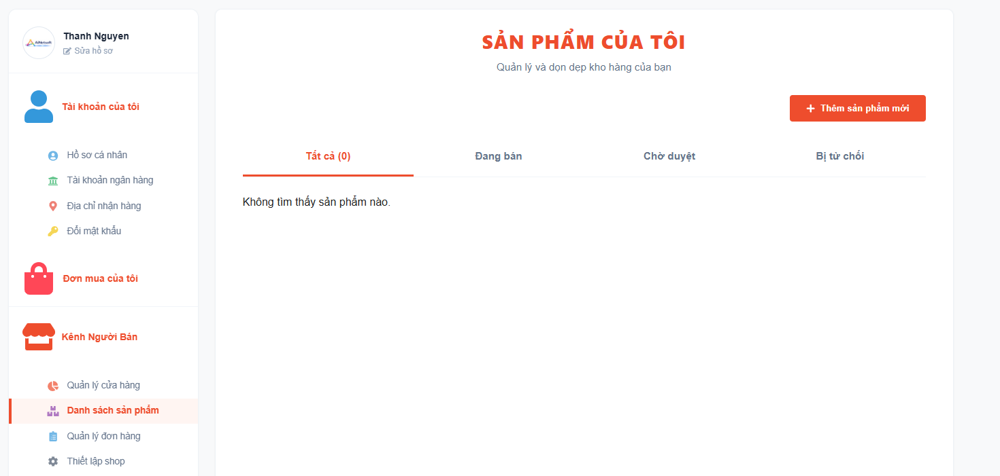 AiNetsoft
Thanh Nguyen
Sửa hồ sơ
Tài khoản của tôi
Hồ sơ cá nhân
Tài khoản ngân hàng
Địa chỉ nhận hàng
Đổi mật khẩu
Đơn mua của tôi
Kênh Người Bán
Quản lý cửa hàng
Danh sách sản phẩm
Quản lý đơn hàng
Thiết lập shop
SẢN PHẨM CỦA TÔI
Quản lý và dọn dẹp kho hàng của bạn
Thêm sản phẩm mới
Tất cả (0)
Đang bán
Chờ duyệt
Bị từ chối
Không tìm thấy sản phẩm nào.